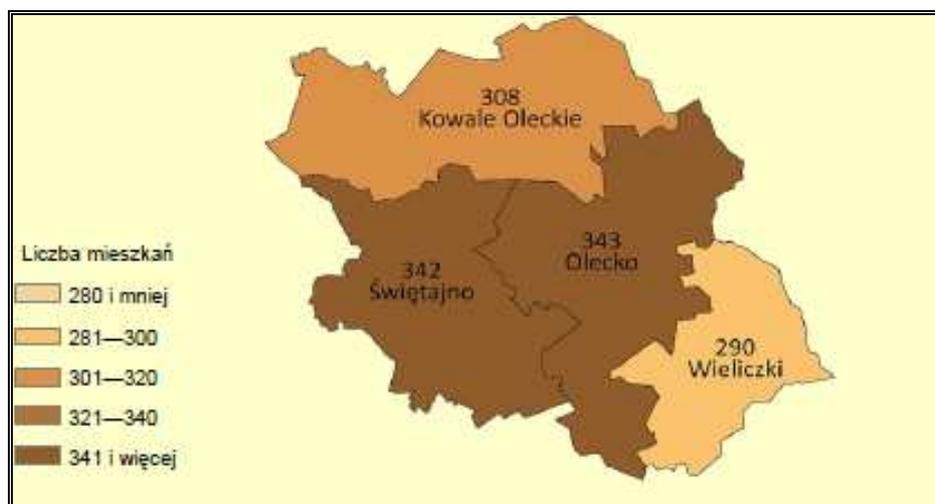 308
Kowale Oleckie
343
Olecko
342
Świętajno
290
Wieliczki
Liczba mieszkań
280 i mniej
281—300
301—320
321—340
341 i więcej